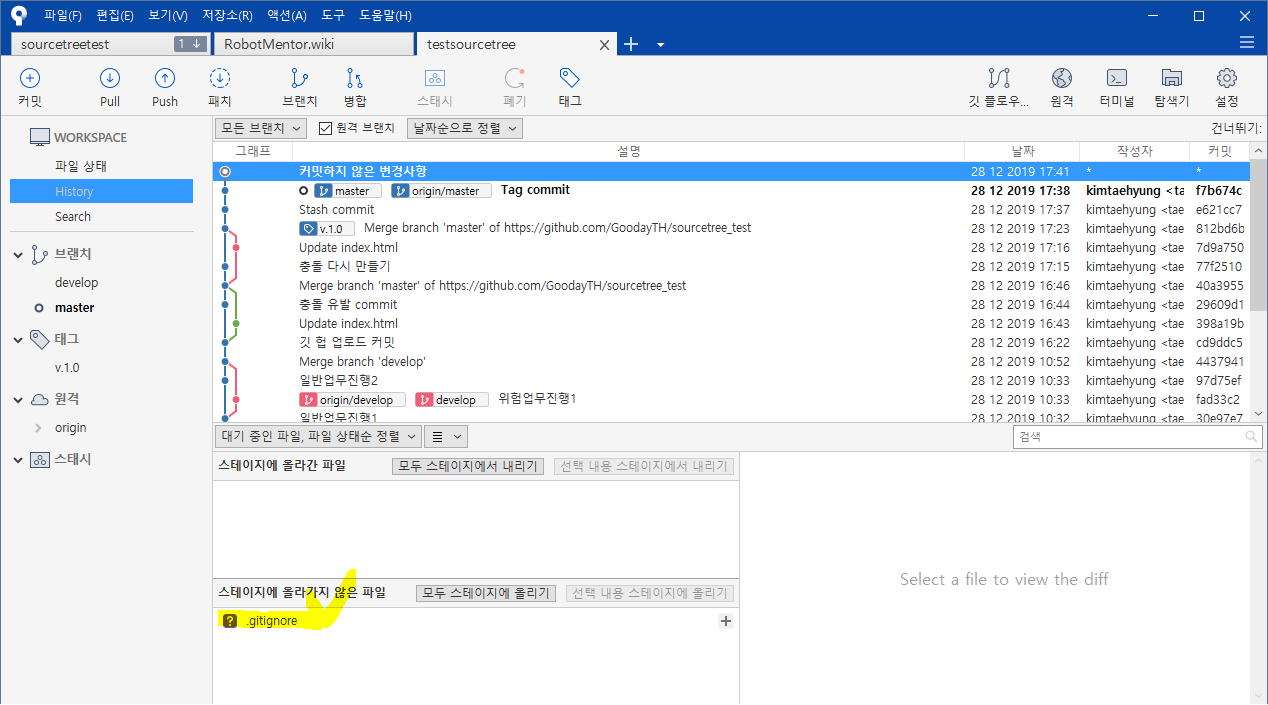 파일(F) 편집(E) 보기(V) 저장소(R) 액션(A) 도구 도움말(H)
sourcetreetest 1 RobotMentor.wiki testsourcetree
커밋 Pull Push 패치 브랜치 병합 스태시 폐기 태그 깃 플로우... 원격 터미널 탐색기 설정
WORKSPACE
파일 상태
History
Search
브랜치
develop
master
태그
v.1.0
원격
origin
스태시
모든 브랜치 원격 브랜치 날짜순으로 정렬 건너뛰기:
그래프 설명 날짜 작성자 커밋
커밋하지 않은 변경사항 28 12 2019 17:41 * *
master origin/master Tag commit 28 12 2019 17:38 kimtaehyung <ta f7b674c
Stash commit 28 12 2019 17:37 kimtaehyung <tae e621cc7
v.1.0 Merge branch 'master' of https://github.com/GoodayTH/sourcetree_test 28 12 2019 17:23 kimtaehyung <tae 812bd6b
Update index.html 28 12 2019 17:16 kimtaehyung <tae 7d9a750
충돌 다시 만들기 28 12 2019 17:15 kimtaehyung <tae 77f2510
Merge branch 'master' of https://github.com/GoodayTH/sourcetree_test 28 12 2019 16:46 kimtaehyung <tae 40a3955
충돌 유발 commit 28 12 2019 16:44 kimtaehyung <tae 29609d1
Update index.html 28 12 2019 16:43 kimtaehyung <tae 398a19b
깃 헙 업로드 커밋 28 12 2019 16:22 kimtaehyung <tae cd9ddc5
Merge branch 'develop' 28 12 2019 10:52 kimtaehyung <tae 4437941
일반업무진행2 28 12 2019 10:33 kimtaehyung <tae 97d75ef
origin/develop develop 위험업무진행1 28 12 2019 10:33 kimtaehyung <tae fad33c2
일반업무진행1 28 12 2019 10:32 kimtaehyung <tae 30e97e7
대기 중인 파일, 파일 상태순 정렬 검색
스테이지에 올라간 파일 모두 스테이지에서 내리기 선택 내용 스테이지에서 내리기
Select a file to view the diff
스테이지에 올라가지 않은 파일 모두 스테이지에 올리기 선택 내용 스테이지에 올리기
? .gitignore